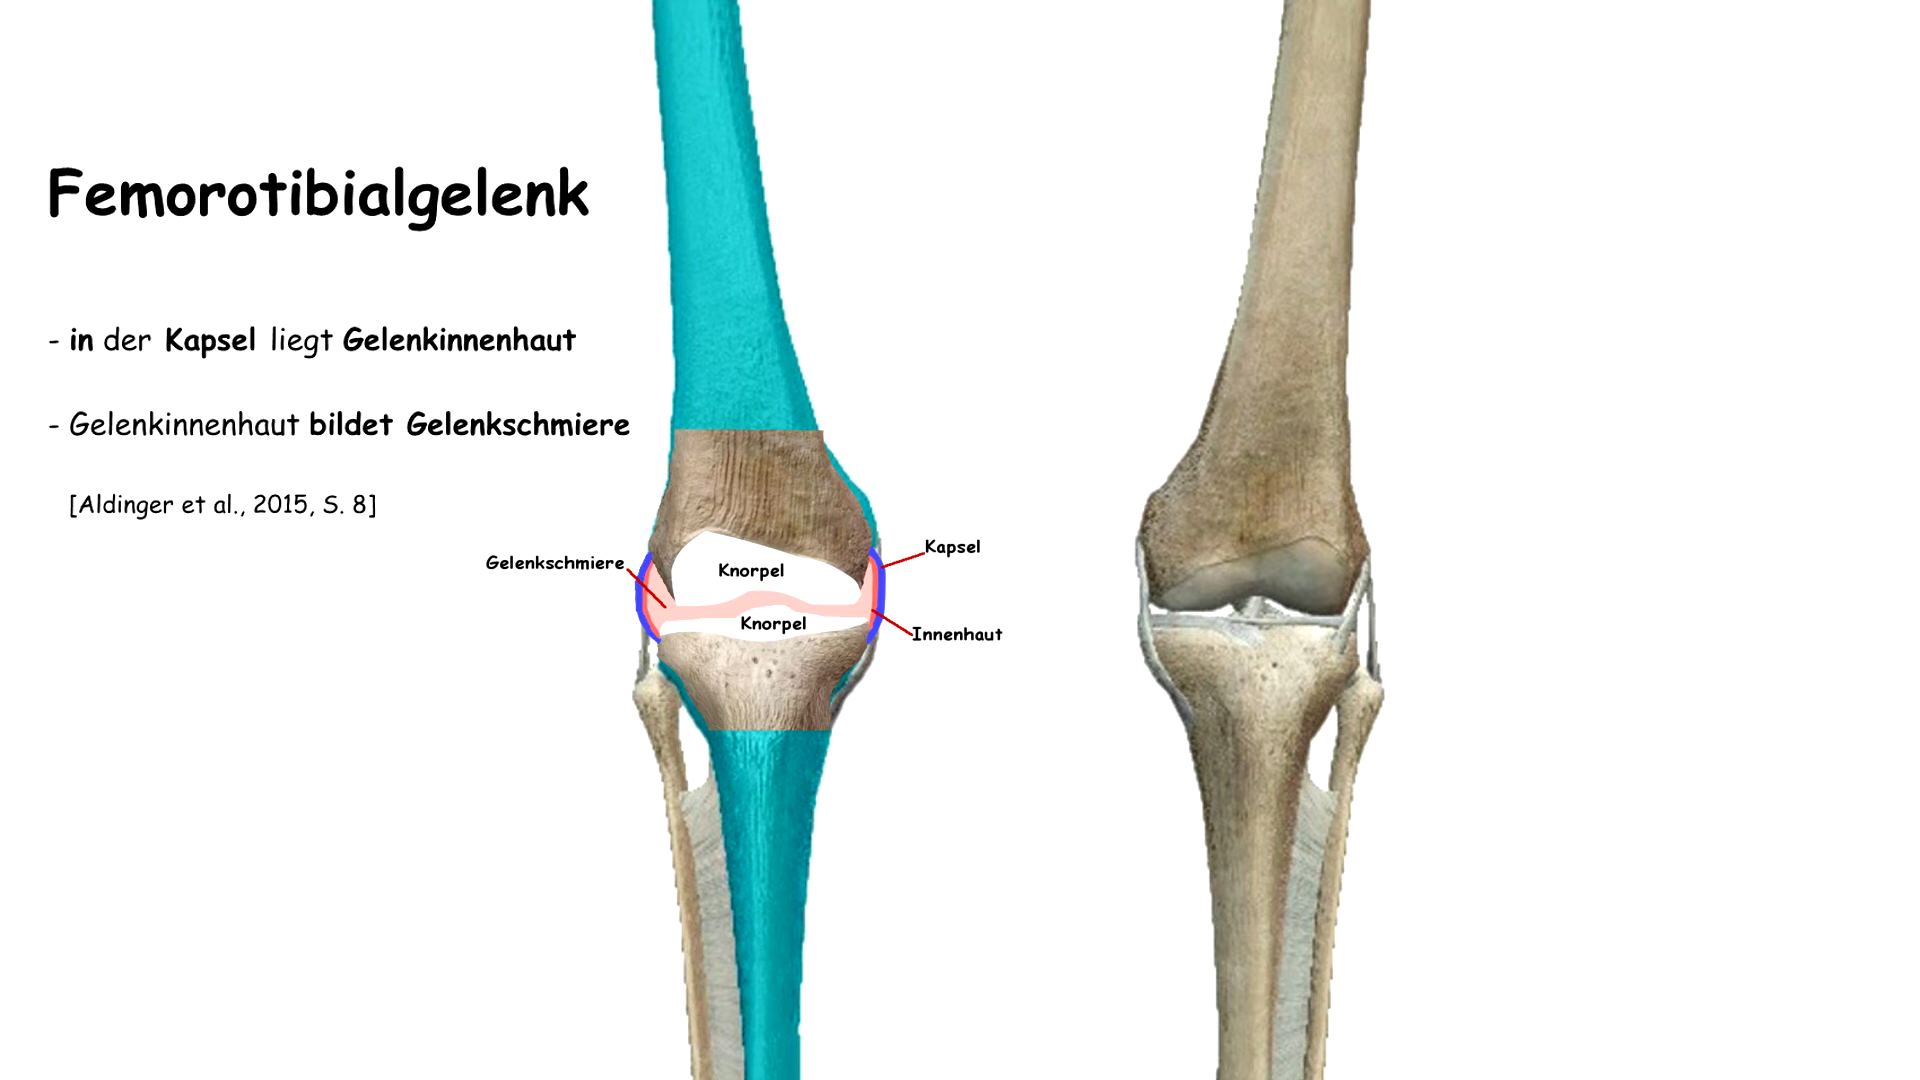 Femorotibialgelenk
- in der Kapsel liegt Gelenkinnenhaut
- Gelenkinnenhaut bildet Gelenkschmiere
[Aldinger et al., 2015, S. 8]
Gelenkschmiere
Kapsel
Knorpel
Knorpel
Innenhaut